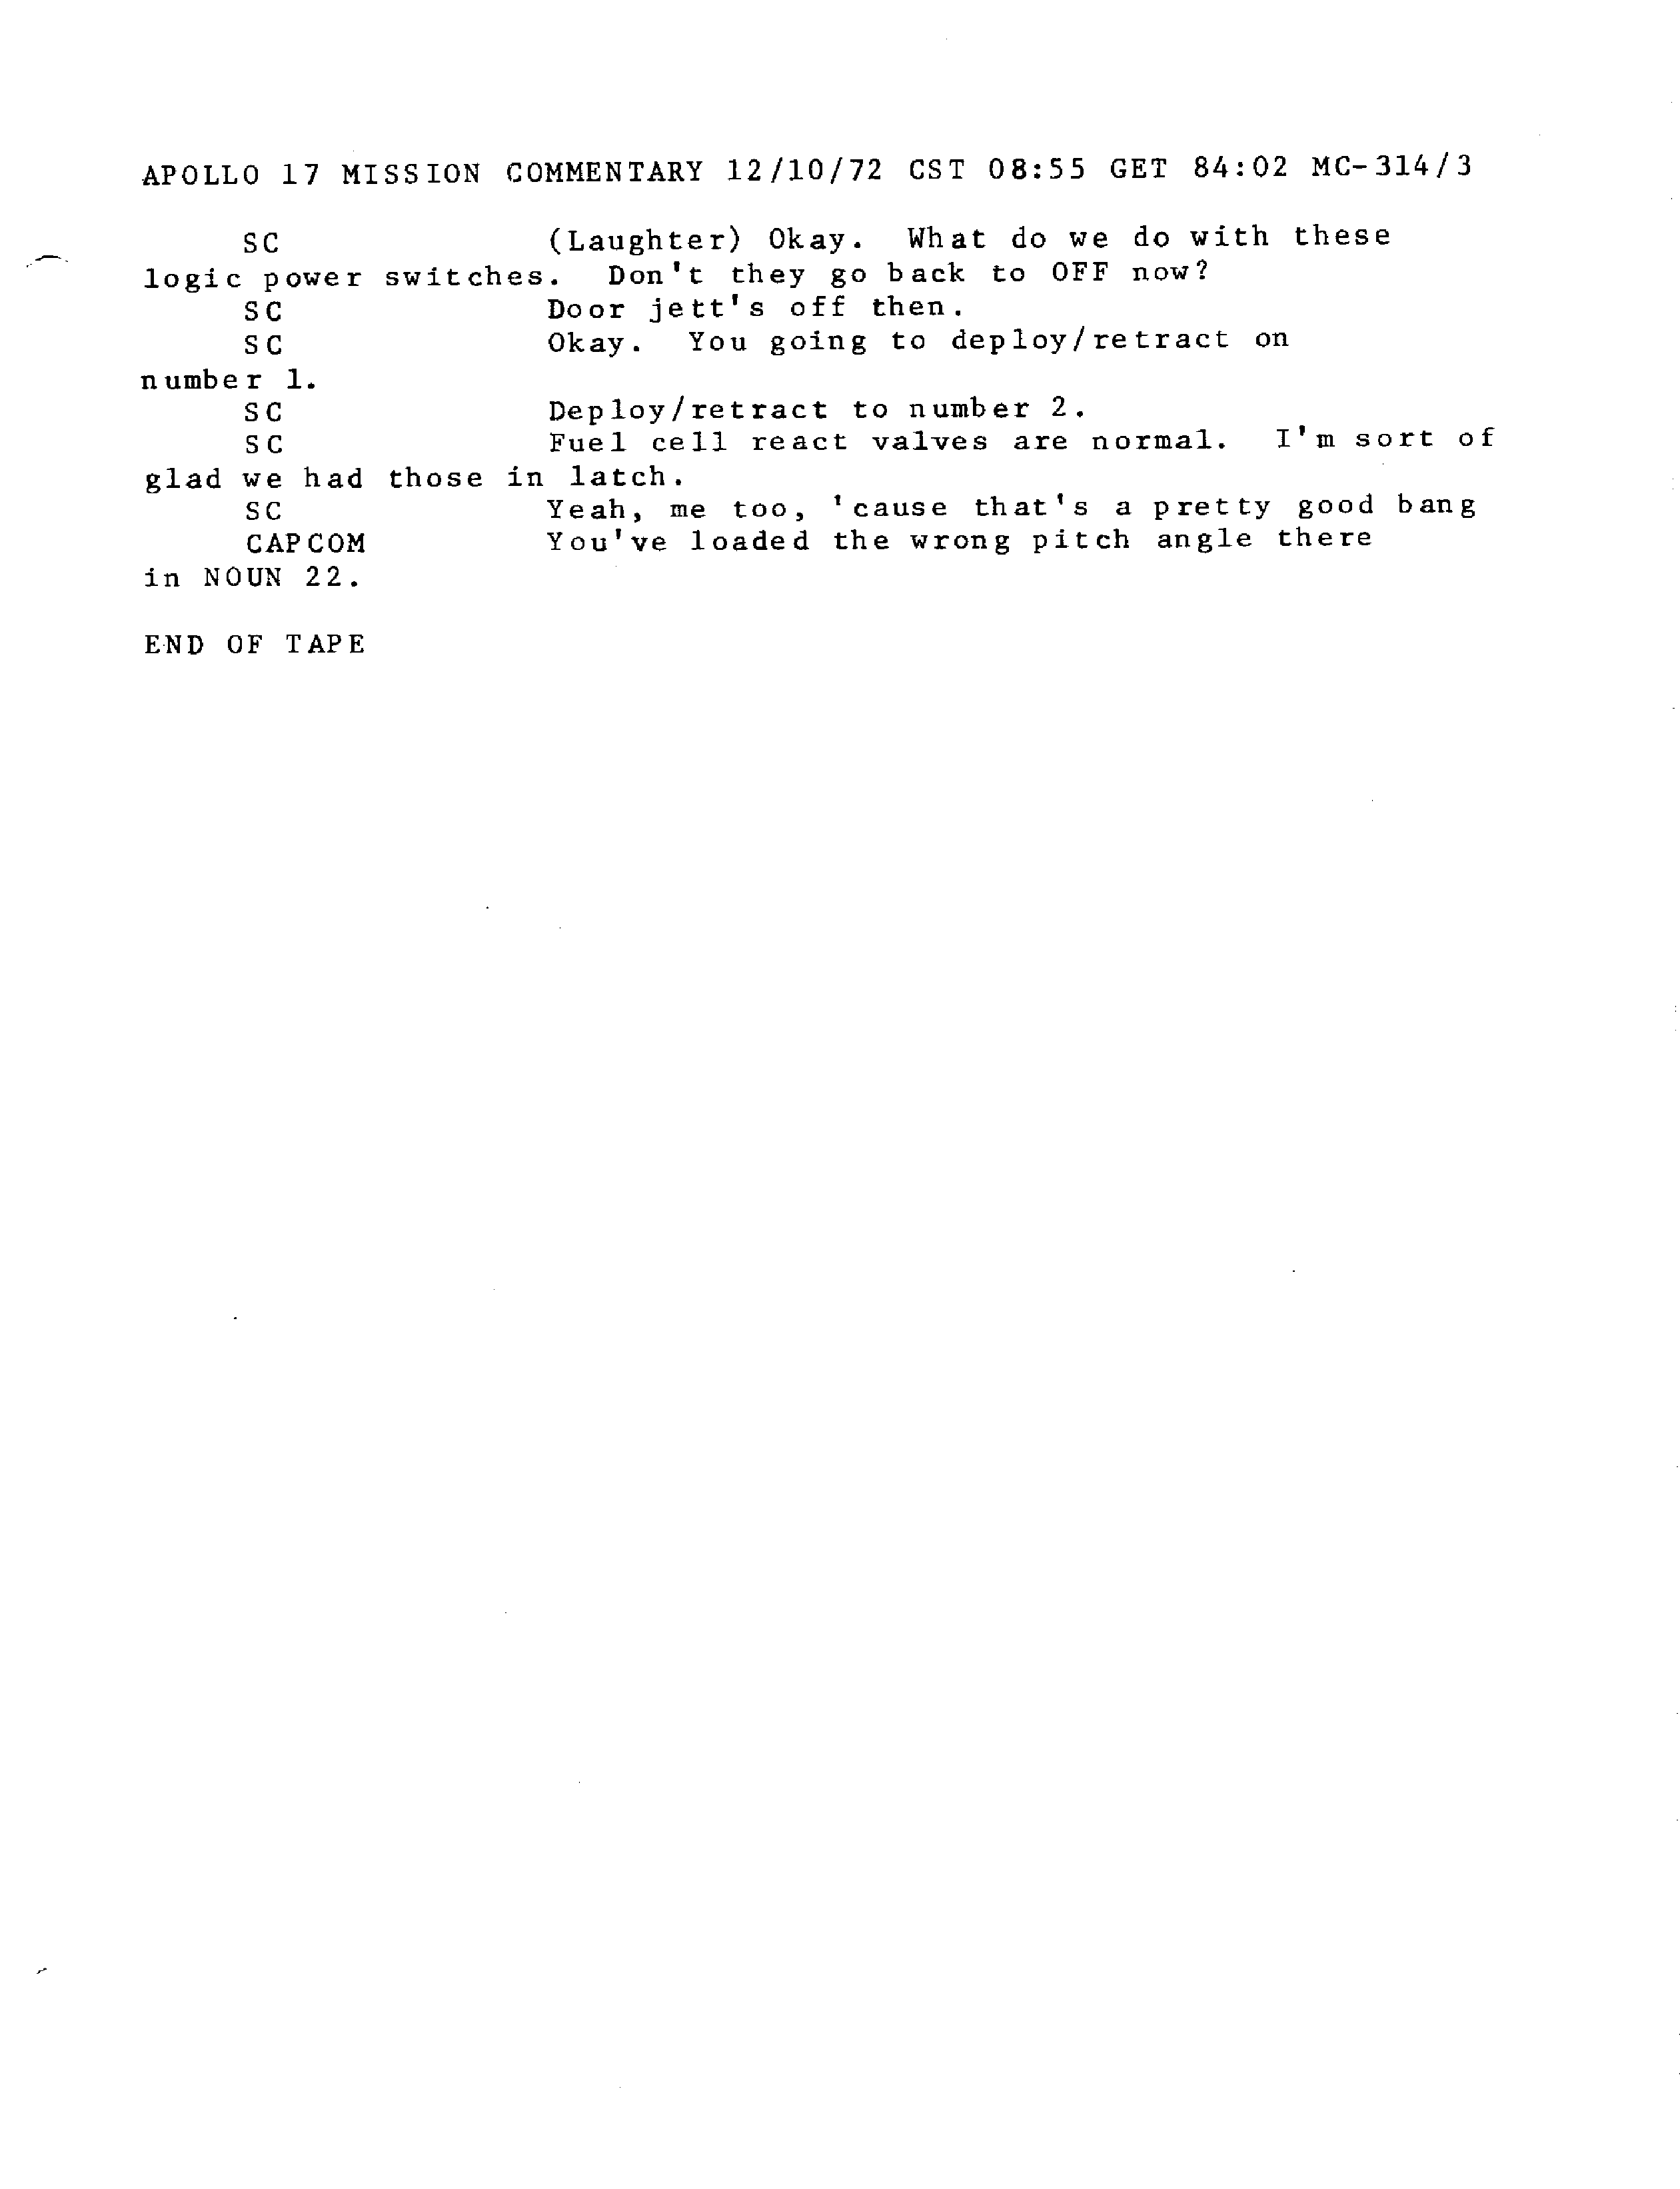 APOLLO 17 MISSION COMMENTARY 12/10/72 CST 08:55 GET 84:02 MC-314/3
SC (Laughter) Okay. What do we do with these
logic power switches. Don't they go back to OFF now?
SC Door jett's off then.
SC Okay. You going to deploy/retract on
number 1.
SC Deploy/retract to number 2.
SC Fuel cell react valves are normal. I'm sort of
glad we had those in latch.
SC Yeah, me too, 'cause that's a pretty good bang
CAPCOM You've loaded the wrong pitch angle there
in NOUN 22.
END OF TAPE